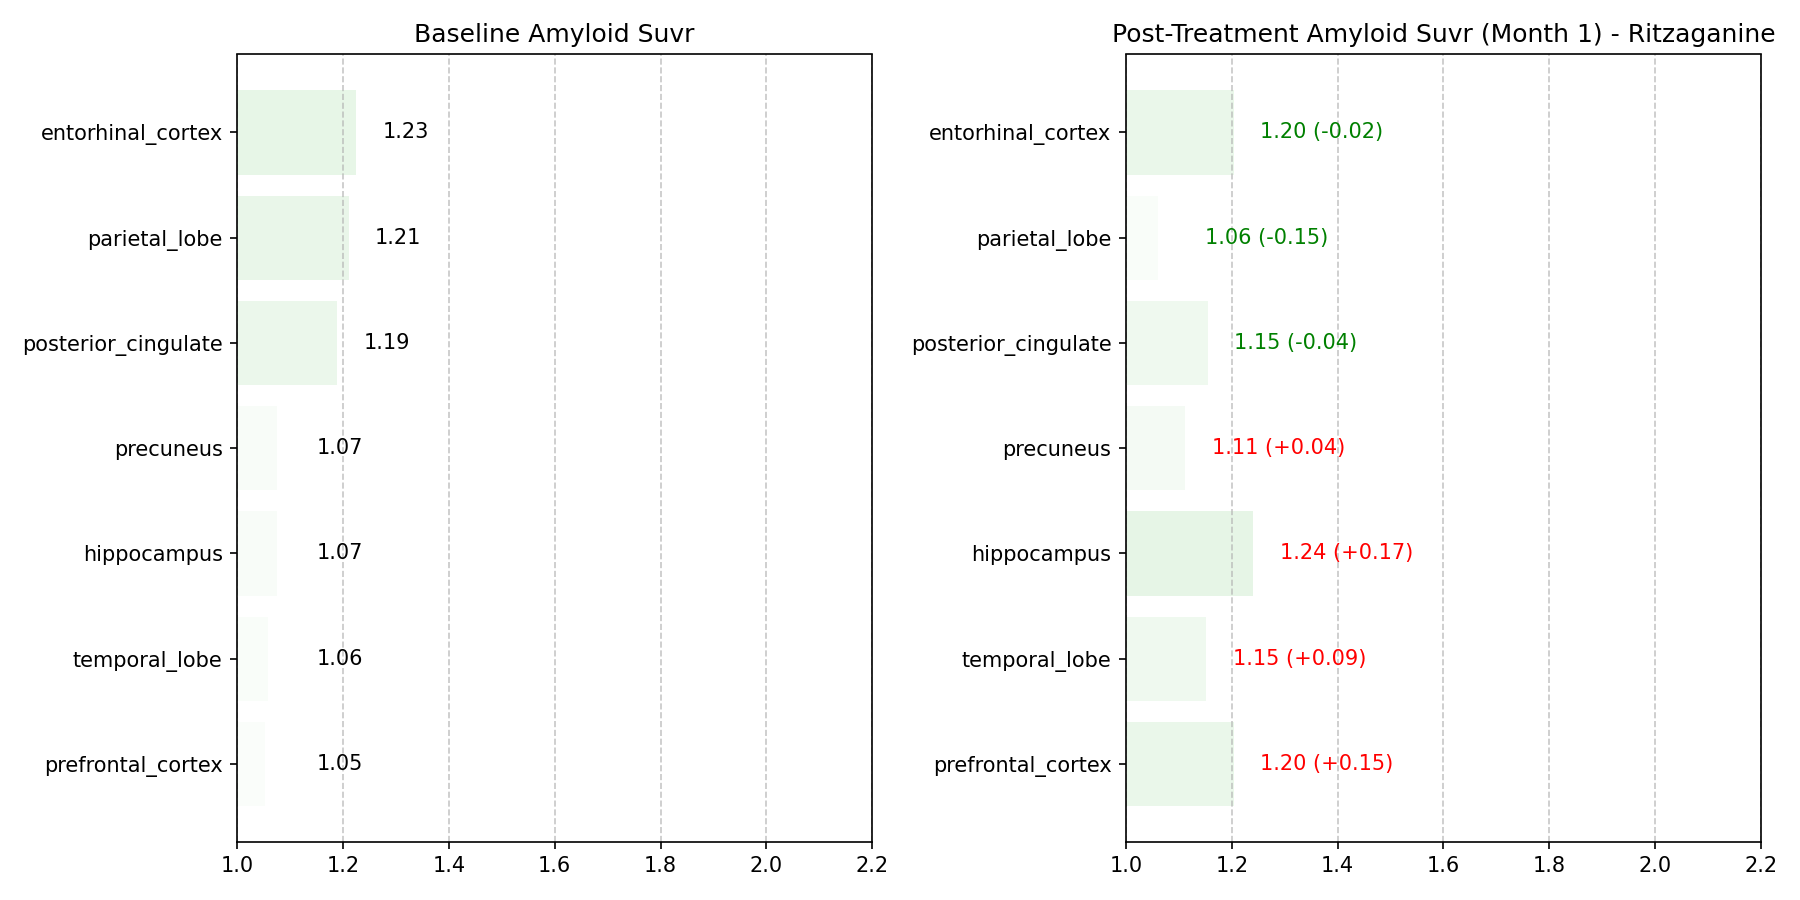 Baseline Amyloid Suvr
entorhinal_cortex 1.23
parietal_lobe 1.21
posterior_cingulate 1.19
precuneus 1.07
hippocampus 1.07
temporal_lobe 1.06
prefrontal_cortex 1.05
1.0 1.2 1.4 1.6 1.8 2.0 2.2
Post-Treatment Amyloid Suvr (Month 1) - Ritzaganine
entorhinal_cortex 1.20 (-0.02)
parietal_lobe 1.06 (-0.15)
posterior_cingulate 1.15 (-0.04)
precuneus 1.11 (+0.04)
hippocampus 1.24 (+0.17)
temporal_lobe 1.15 (+0.09)
prefrontal_cortex 1.20 (+0.15)
1.0 1.2 1.4 1.6 1.8 2.0 2.2